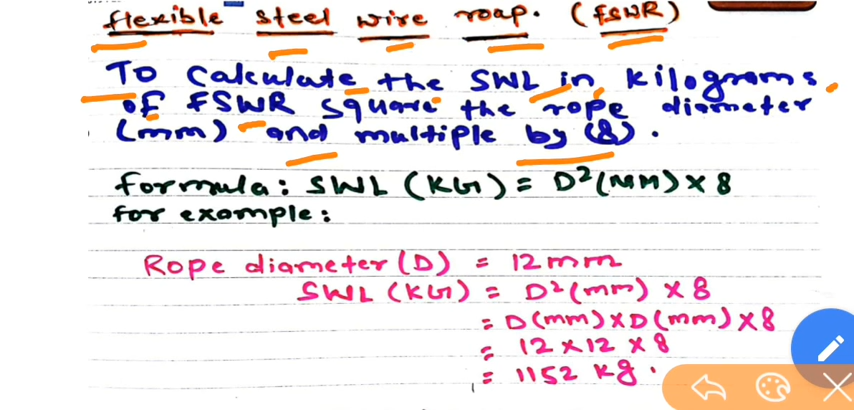 flexible steel wire roap. (FSWR)
To calculate the SWL in kilograms
of FSWR square the rope diameter
(mm) and multiple by (8).
formula: SWL (KG) = D²(MM) × 8
for example:
Rope diameter (D) = 12mm
SWL (KG) = D²(mm) × 8
= D(mm)×D(mm)×8
= 12×12×8
= 1152 kg.